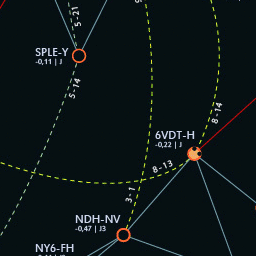 5-21
SPLE-Y
-0,11 | J
5-14
8-14
6VDT-H
-0,22 | J
8-13
3-1
NDH-NV
-0,47 | J3
NY6-FH